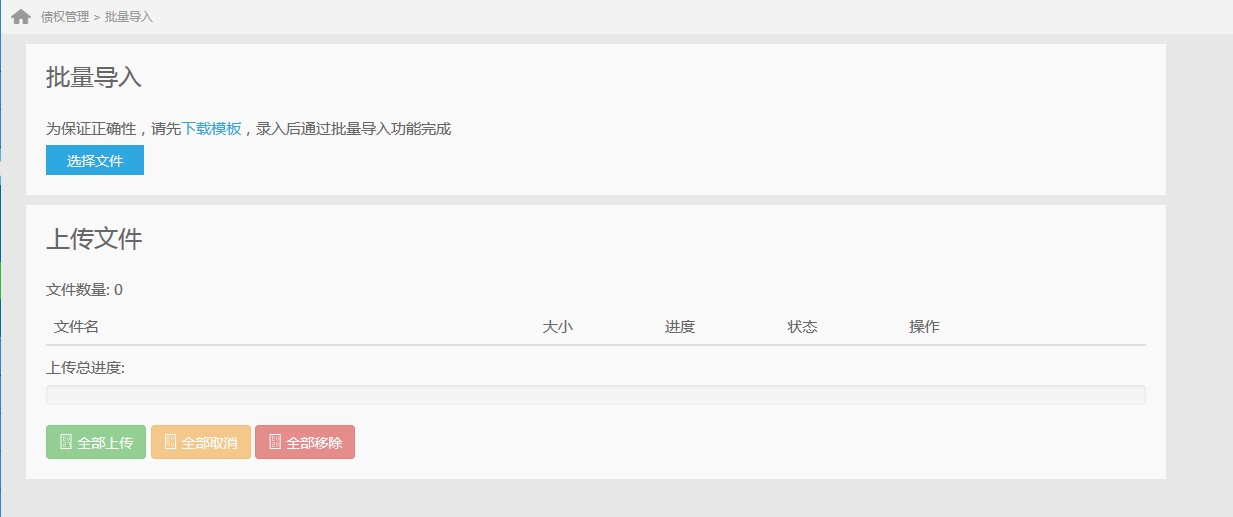 债权管理 > 批量导入
批量导入
为保证正确性，请先下载模板，录入后通过批量导入功能完成
选择文件
上传文件
文件数量: 0
文件名 大小 进度 状态 操作
上传总进度:
全部上传 全部取消 全部移除